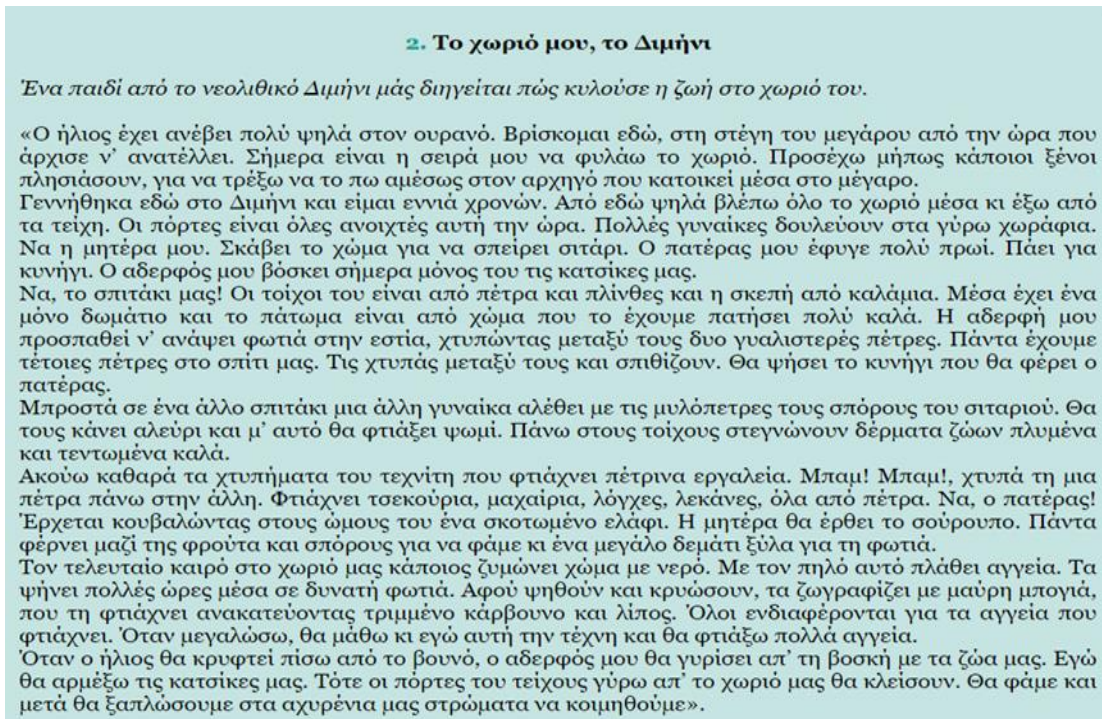 2. Το χωριό μου, το Διμήνι
Ένα παιδί από το νεολιθικό Διμήνι μάς διηγείται πώς κυλούσε η ζωή στο χωριό του.
«Ο ήλιος έχει ανέβει πολύ ψηλά στον ουρανό. Βρίσκομαι εδώ, στη στέγη του μεγάρου από την ώρα που
άρχισε ν' ανατέλλει. Σήμερα είναι η σειρά μου να φυλάω το χωριό. Προσέχω μήπως κάποιοι ξένοι
πλησιάσουν, για να τρέξω να το πω αμέσως στον αρχηγό που κατοικεί μέσα στο μέγαρο.
Γεννήθηκα εδώ στο Διμήνι και είμαι εννιά χρονών. Από εδώ ψηλά βλέπω όλο το χωριό μέσα κι έξω από
τα τείχη. Οι πόρτες είναι όλες ανοιχτές αυτή την ώρα. Πολλές γυναίκες δουλεύουν στα γύρω χωράφια.
Να η μητέρα μου. Σκάβει το χώμα για να σπείρει σιτάρι. Ο πατέρας μου έφυγε πολύ πρωί. Πάει για
κυνήγι. Ο αδερφός μου βόσκει σήμερα μόνος του τις κατσίκες μας.
Να, το σπιτάκι μας! Οι τοίχοι του είναι από πέτρα και πλίνθες και η σκεπή από καλάμια. Μέσα έχει ένα
μόνο δωμάτιο και το πάτωμα είναι από χώμα που το έχουμε πατήσει πολύ καλά. Η αδερφή μου
προσπαθεί ν' ανάψει φωτιά στην εστία, χτυπώντας μεταξύ τους δυο γυαλιστερές πέτρες. Πάντα έχουμε
τέτοιες πέτρες στο σπίτι μας. Τις χτυπάς μεταξύ τους και σπιθίζουν. Θα ψήσει το κυνήγι που θα φέρει ο
πατέρας.
Μπροστά σε ένα άλλο σπιτάκι μια άλλη γυναίκα αλέθει με τις μυλόπετρες τους σπόρους του σιταριού. Θα
τους κάνει αλεύρι και μ' αυτό θα φτιάξει ψωμί. Πάνω στους τοίχους στεγνώνουν δέρματα ζώων πλυμένα
και τεντωμένα καλά.
Ακούω καθαρά τα χτυπήματα του τεχνίτη που φτιάχνει πέτρινα εργαλεία. Μπαμ! Μπαμ!, χτυπά τη μια
πέτρα πάνω στην άλλη. Φτιάχνει τσεκούρια, μαχαίρια, λόγχες, λεκάνες, όλα από πέτρα. Να, ο πατέρας!
Έρχεται κουβαλώντας στους ώμους του ένα σκοτωμένο ελάφι. Η μητέρα θα έρθει το σούρουπο. Πάντα
φέρνει μαζί της φρούτα και σπόρους για να φάμε κι ένα μεγάλο δεμάτι ξύλα για τη φωτιά.
Τον τελευταίο καιρό στο χωριό μας κάποιος ζυμώνει χώμα με νερό. Με τον πηλό αυτό πλάθει αγγεία. Τα
ψήνει πολλές ώρες μέσα σε δυνατή φωτιά. Αφού ψηθούν και κρυώσουν, τα ζωγραφίζει με μαύρη μπογιά,
που τη φτιάχνει ανακατεύοντας τριμμένο κάρβουνο και λίπος. Όλοι ενδιαφέρονται για τα αγγεία που
φτιάχνει. Όταν μεγαλώσω, θα μάθω κι εγώ αυτή την τέχνη και θα φτιάξω πολλά αγγεία.
Όταν ο ήλιος θα κρυφτεί πίσω από το βουνό, ο αδερφός μου θα γυρίσει απ' τη βοσκή με τα ζώα μας. Εγώ
θα αρμέξω τις κατσίκες μας. Τότε οι πόρτες του τείχους γύρω απ' το χωριό μας θα κλείσουν. Θα φάμε και
μετά θα ξαπλώσουμε στα αχυρένια μας στρώματα να κοιμηθούμε».